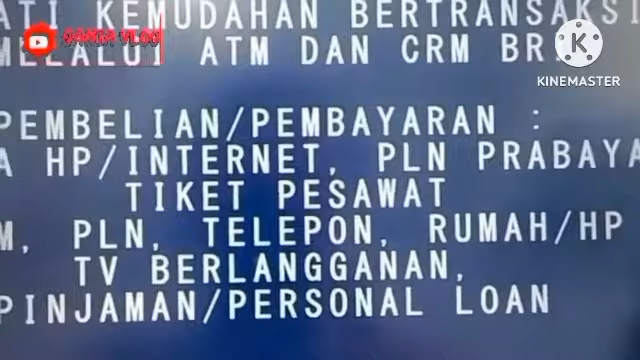 ATI KEMUDAHAN BERTRANSAKSI
MELALUI ATM DAN CRM BRI
KINEMASTER
PEMBELIAN/PEMBAYARAN :
A HP/INTERNET, PLN PRABAYA
TIKET PESAWAT
M, PLN, TELEPON, RUMAH/HP
TV BERLANGGANAN,
PINJAMAN/PERSONAL LOAN